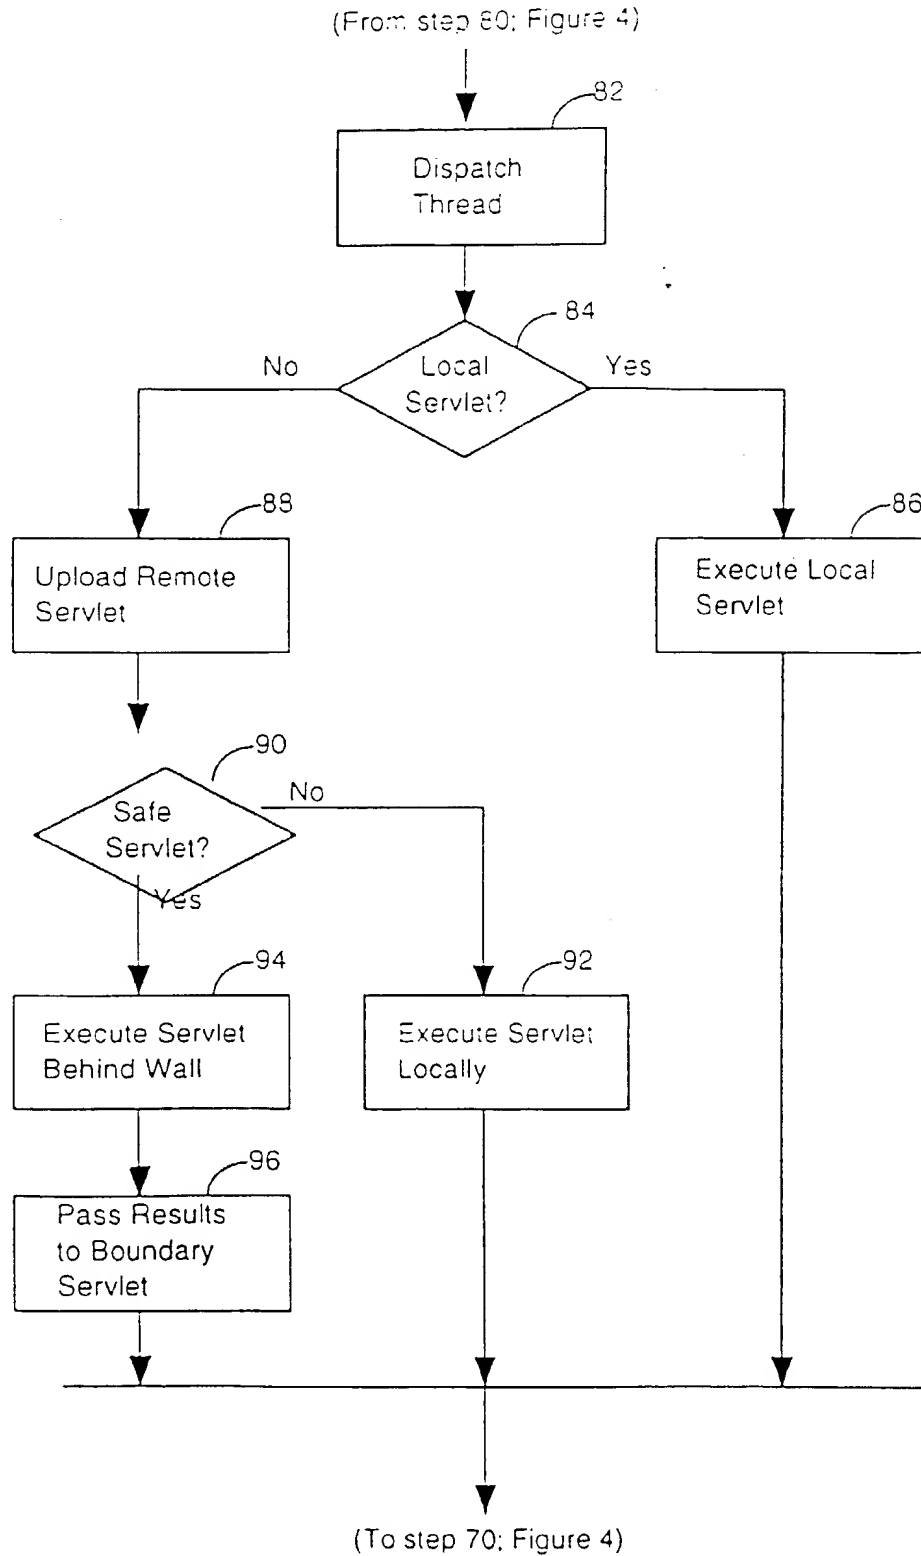 (From step 80; Figure 4)
82
Dispatch
Thread
84
No
Local
Servlet?
Yes
88
86
Upload Remote
Servlet
Execute Local
Servlet
90
Safe
Servlet?
No
Yes
94
92
Execute Servlet
Behind Wall
Execute Servlet
Locally
96
Pass Results
to Boundary
Servlet
(To step 70; Figure 4)